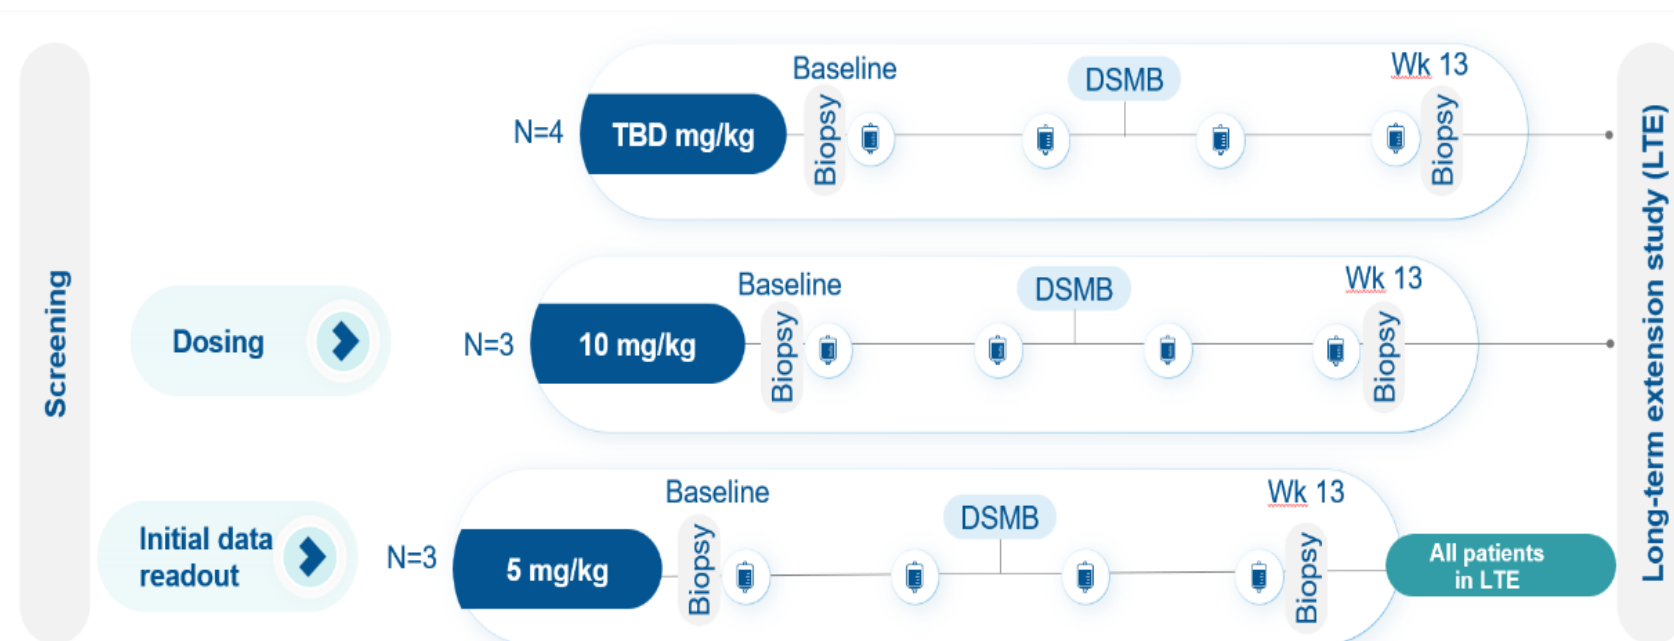 Screening
N=4
TBD mg/kg
Baseline
Biopsy
DSMB
Wk 13
Biopsy
Dosing
N=3
10 mg/kg
Baseline
Biopsy
DSMB
Wk 13
Biopsy
Initial data
readout
N=3
5 mg/kg
Baseline
Biopsy
DSMB
Wk 13
Biopsy
All patients
in LTE
Long-term extension study (LTE)